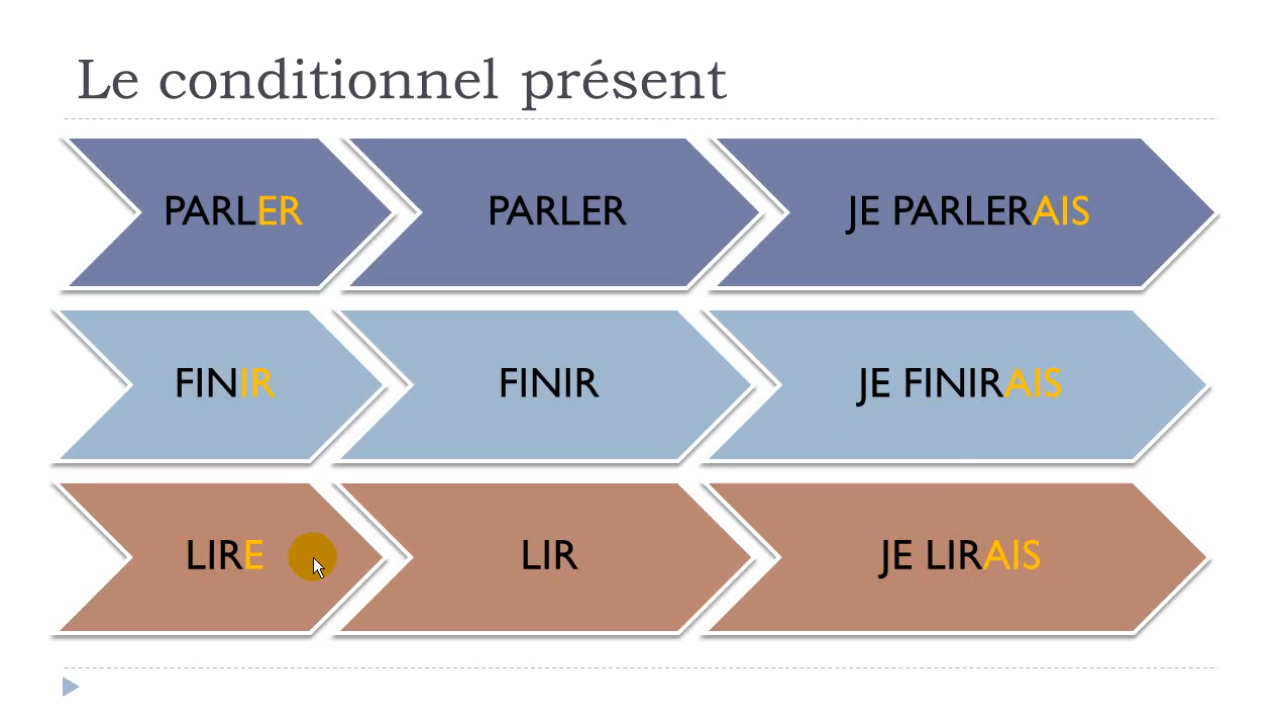 Le conditionnel présent
PARLER PARLER JE PARLERAIS
FINIR FINIR JE FINIRAIS
LIRE LIR JE LIRAIS